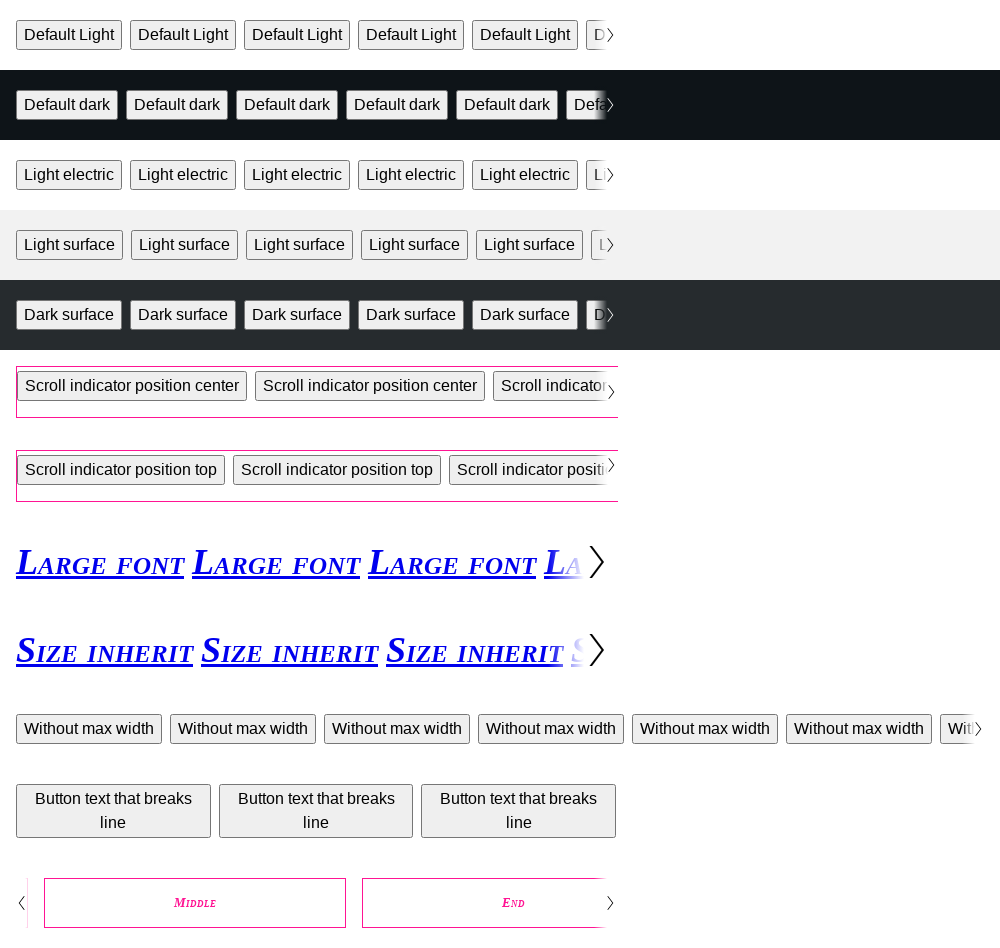 Default Light Default Light Default Light Default Light Default Light D
Default dark Default dark Default dark Default dark Default dark Defa
Light electric Light electric Light electric Light electric Light electric Li
Light surface Light surface Light surface Light surface Light surface L
Dark surface Dark surface Dark surface Dark surface Dark surface D
Scroll indicator position center Scroll indicator position center Scroll indicator
Scroll indicator position top Scroll indicator position top Scroll indicator positi
Large font Large font Large font La
Size inherit Size inherit Size inherit S
Without max width Without max width Without max width Without max width Without max width Without max width With
Button text that breaks Button text that breaks Button text that breaks
line line line
Middle End